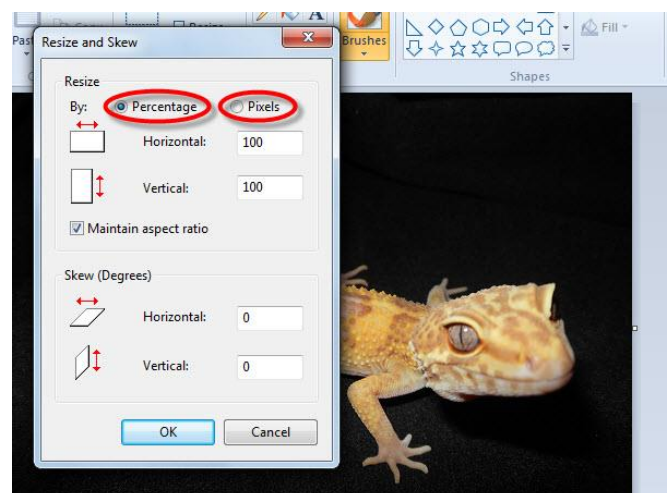 Resize and Skew
Brushes
Fill
Shapes
Resize
By: Percentage Pixels
Horizontal: 100
Vertical: 100
Maintain aspect ratio
Skew (Degrees)
Horizontal: 0
Vertical: 0
OK Cancel